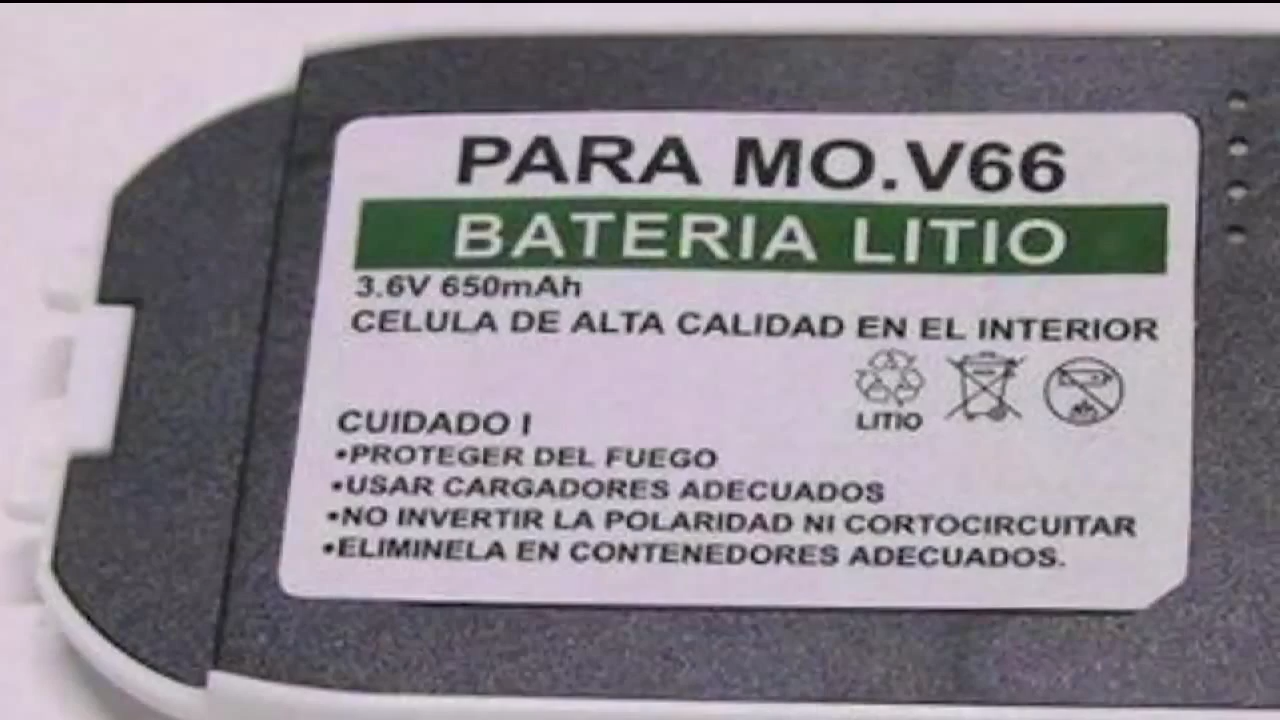 PARA MO.V66
BATERIA LITIO
3.6V 650mAh
CELULA DE ALTA CALIDAD EN EL INTERIOR
LITIO
CUIDADO !
•PROTEGER DEL FUEGO
•USAR CARGADORES ADECUADOS
•NO INVERTIR LA POLARIDAD NI CORTOCIRCUITAR
•ELIMINELA EN CONTENEDORES ADECUADOS.